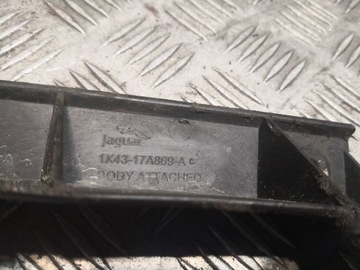 Jaguar
1X43-17A869-A C
BODY ATTACHED